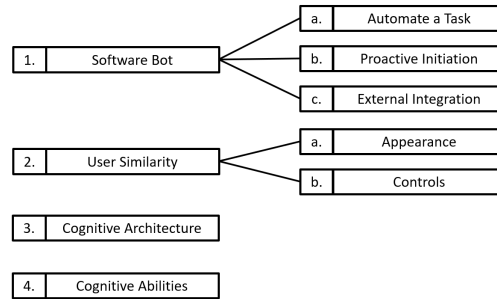 a. Automate a Task
1. Software Bot
b. Proactive Initiation
c. External Integration
2. User Similarity
a. Appearance
b. Controls
3. Cognitive Architecture
4. Cognitive Abilities